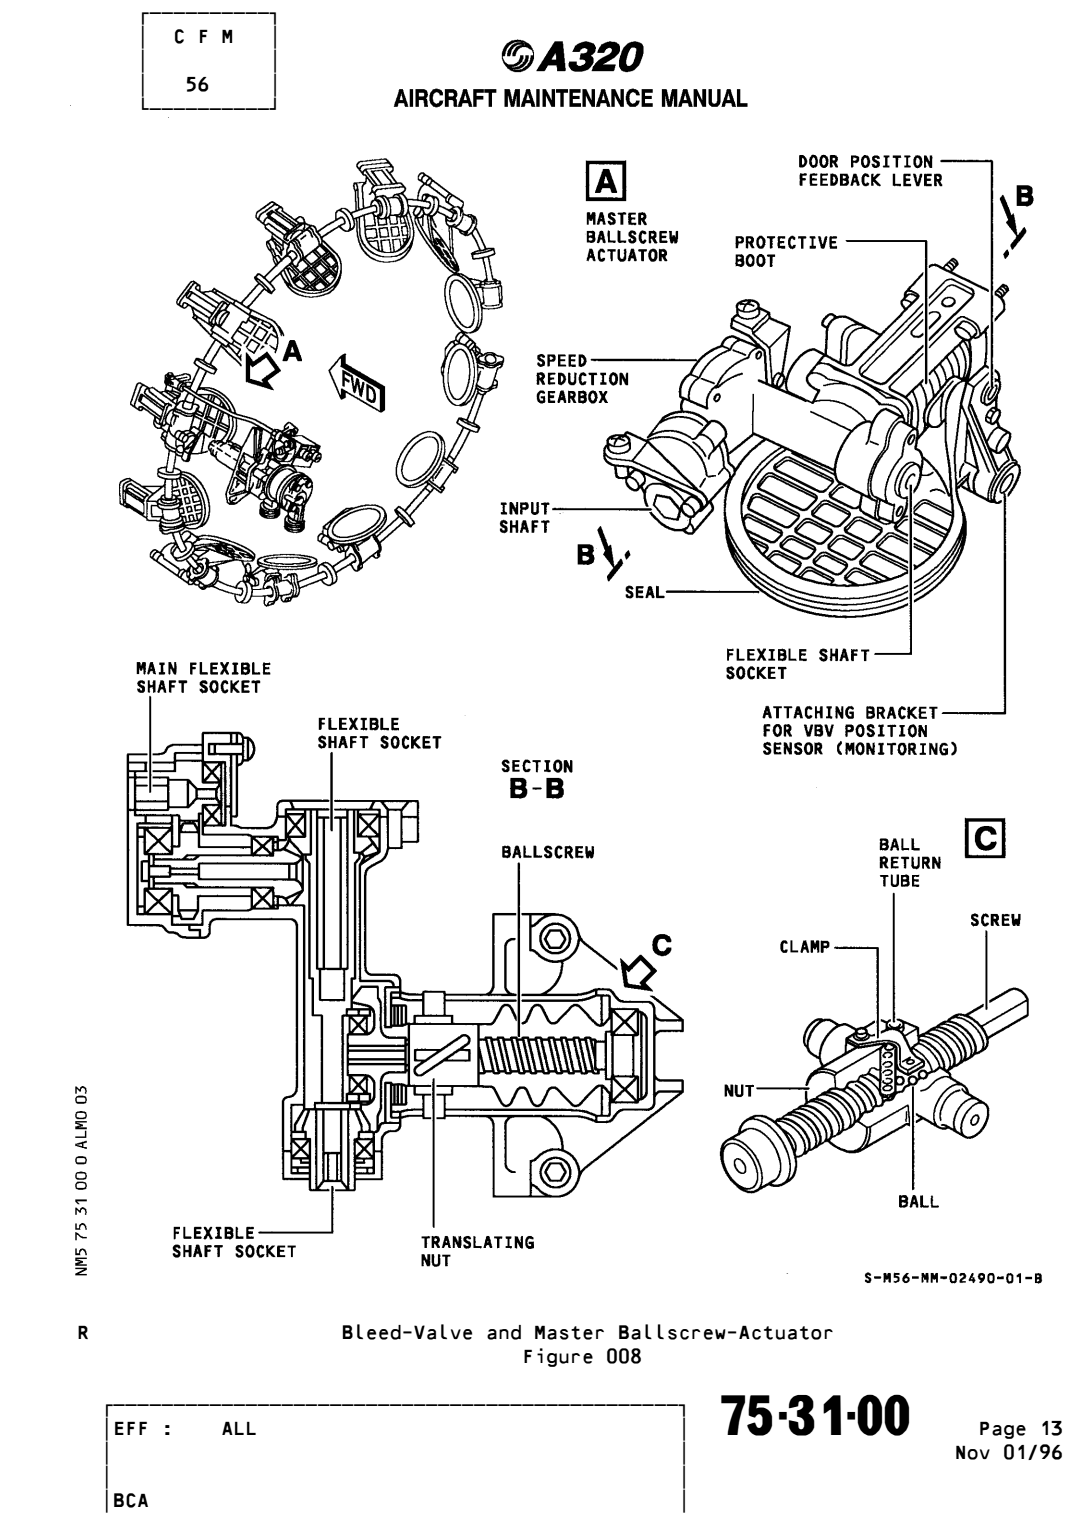 C F M
56
A320
AIRCRAFT MAINTENANCE MANUAL
A
MASTER
BALLSCREW
ACTUATOR
DOOR POSITION
FEEDBACK LEVER
B
PROTECTIVE
BOOT
A
FWD
SPEED
REDUCTION
GEARBOX
INPUT
SHAFT
B
SEAL
FLEXIBLE SHAFT
SOCKET
ATTACHING BRACKET
FOR VBV POSITION
SENSOR (MONITORING)
MAIN FLEXIBLE
SHAFT SOCKET
FLEXIBLE
SHAFT SOCKET
SECTION
B-B
BALLSCREW
C
FLEXIBLE
SHAFT SOCKET
TRANSLATING
NUT
C
BALL
RETURN
TUBE
SCREW
CLAMP
NUT
BALL
NM5 75 31 00 0 ALM0 03
S-M56-MM-02490-01-B
R
Bleed-Valve and Master Ballscrew-Actuator
Figure 008
EFF : ALL
BCA
75-31-00
Page 13
Nov 01/96